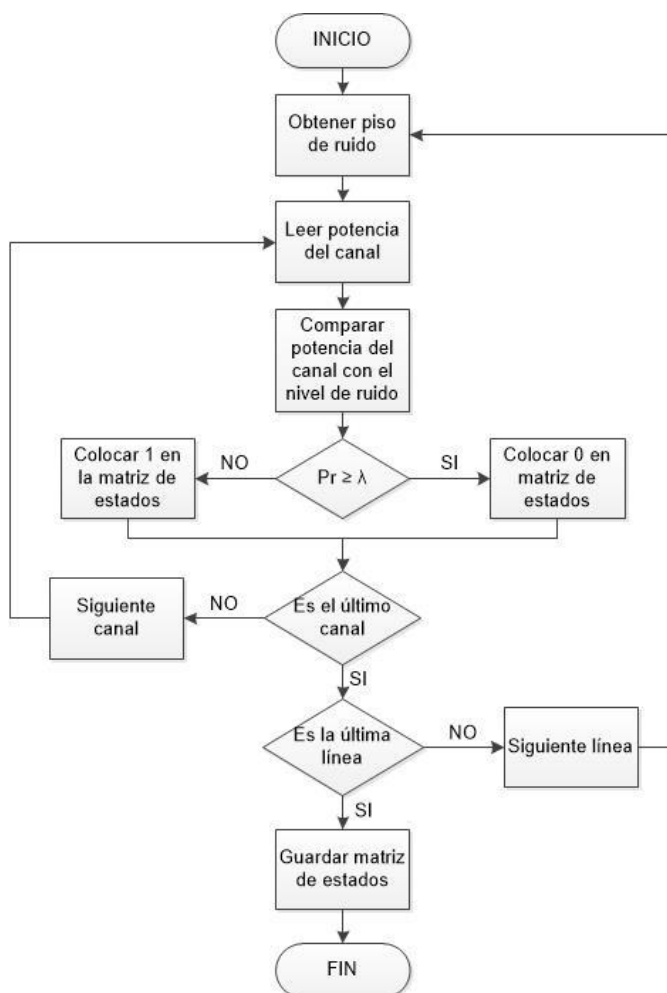 INICIO
Obtener piso
de ruido
Leer potencia
del canal
Comparar
potencia del
canal con el
nivel de ruido
Colocar 1 en
la matriz de
estados
NO
Pr ≥ λ
SI
Colocar 0 en
matriz de
estados
Siguiente
canal
NO
Es el último
canal
SI
Es la última
línea
NO
Siguiente línea
SI
Guardar matriz
de estados
FIN